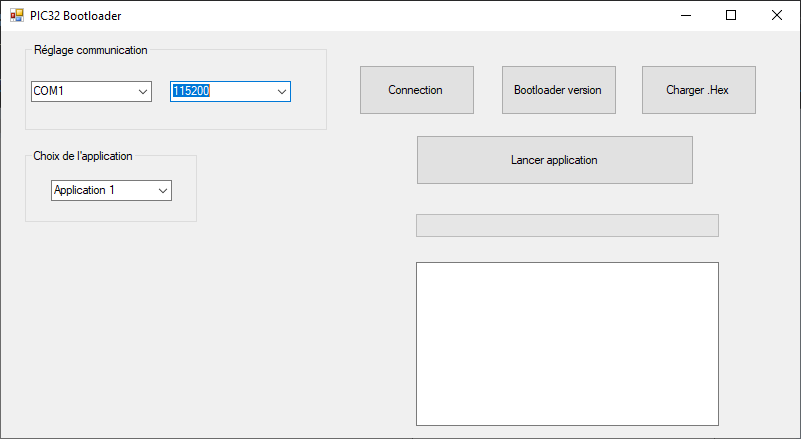 PIC32 Bootloader
Réglage communication
COM1
115200
Connection
Bootloader version
Charger .Hex
Choix de l'application
Application 1
Lancer application